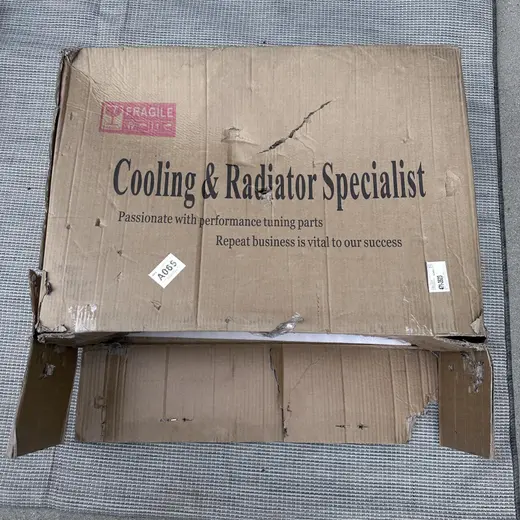 FRAGILE
Cooling & Radiator Specialist
Passionate with performance tuning parts
Repeat business is vital to our success
A065